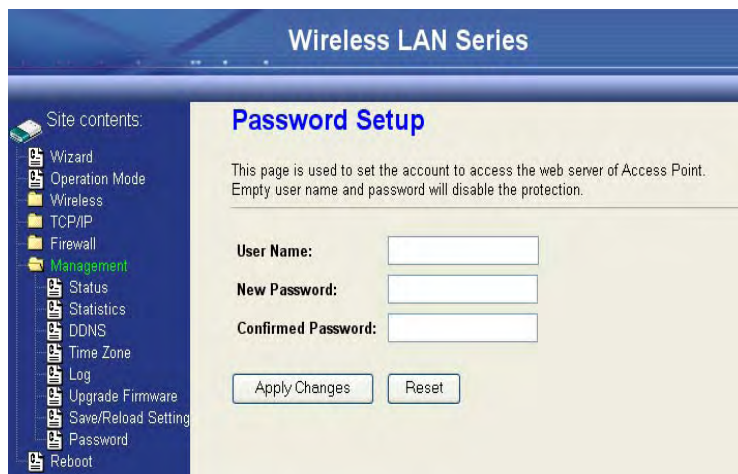 Wireless LAN Series
Site contents:
Wizard
Operation Mode
Wireless
TCP/IP
Firewall
Management
Status
Statistics
DDNS
Time Zone
Log
Upgrade Firmware
Save/Reload Setting
Password
Reboot
Password Setup
This page is used to set the account to access the web server of Access Point.
Empty user name and password will disable the protection.
User Name:
New Password:
Confirmed Password:
Apply Changes
Reset